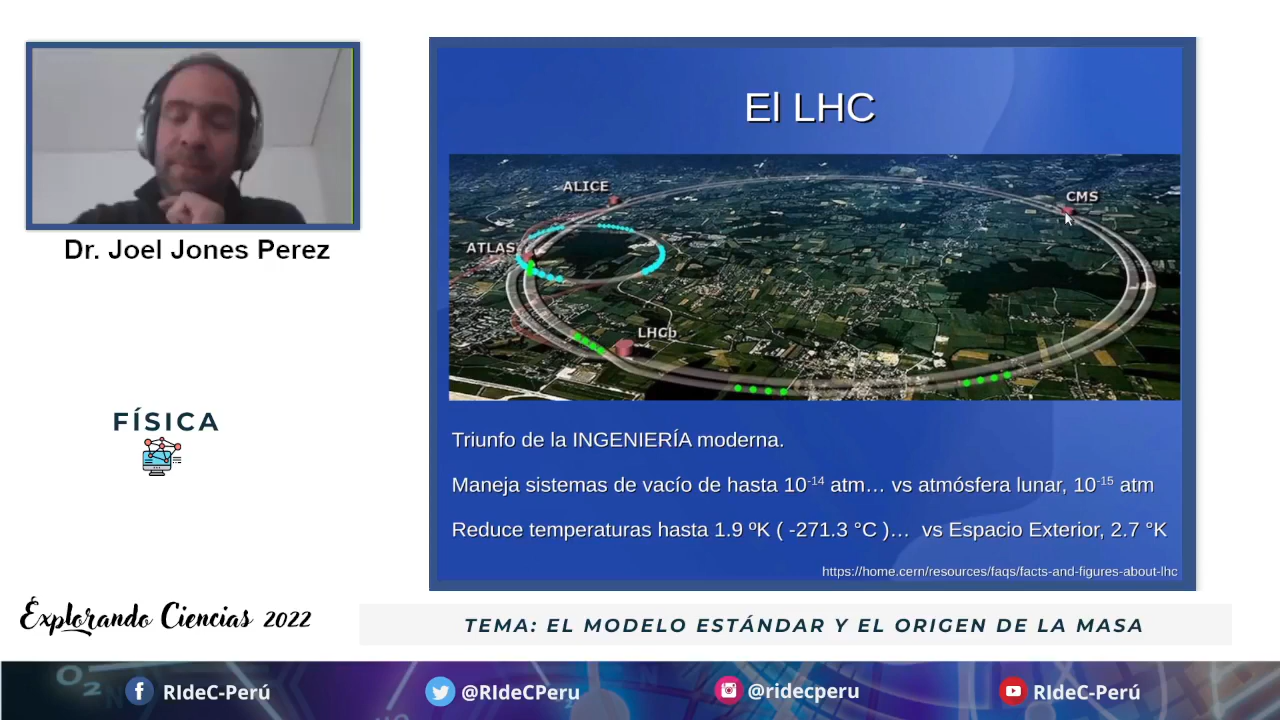 El LHC
ALICE
CMS
ATLAS
LHCb
Triunfo de la INGENIERÍA moderna.
Maneja sistemas de vacío de hasta 10⁻¹⁴ atm… vs atmósfera lunar, 10⁻¹⁵ atm
Reduce temperaturas hasta 1.9 ºK ( -271.3 °C )… vs Espacio Exterior, 2.7 °K
https://home.cern/resources/faqs/facts-and-figures-about-lhc
Dr. Joel Jones Perez
FÍSICA
Explorando Ciencias 2022
TEMA: EL MODELO ESTÁNDAR Y EL ORIGEN DE LA MASA
O₂
RIdeC-Perú
@RIdeCPeru
@ridecperu
RIdeC-Perú